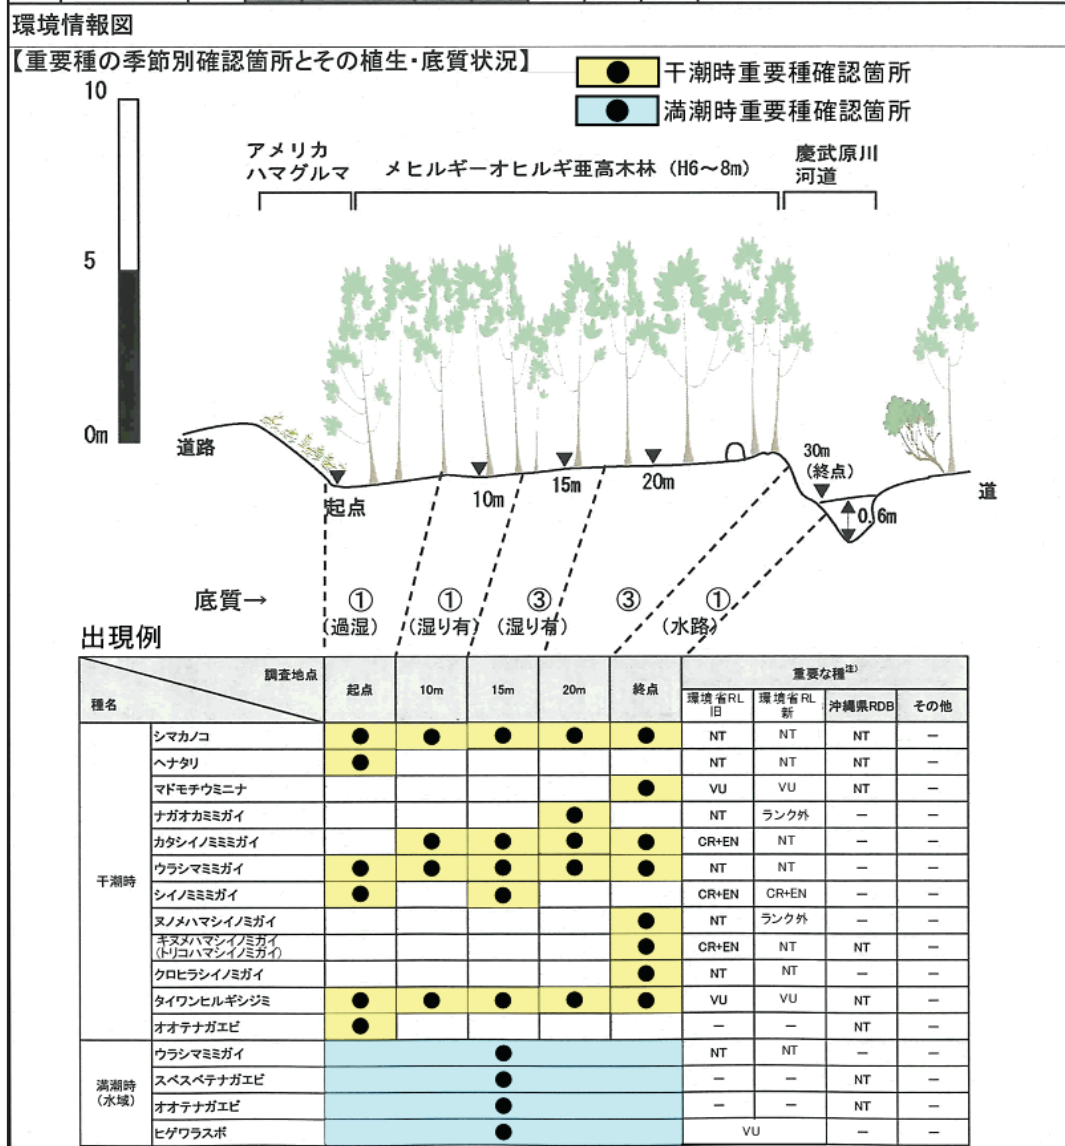 環境情報図
【重要種の季節別確認箇所とその植生・底質状況】
● 干潮時重要種確認箇所
● 満潮時重要種確認箇所
10
5
0m
アメリカ
ハマグルマ
メヒルギーオヒルギ亜高木林 (H6～8m)
慶武原川
河道
道路
起点
10m
15m
20m
30m
(終点)
0.6m
道
底質→
① ① ③ ③ ①
(過湿) (湿り有) (湿り有) (水路)
出現例
種名 調査地点 起点 10m 15m 20m 終点 重要な種注)
環境省RL旧 環境省RL新 沖縄県RDB その他
干潮時
シマカノコ ● ● ● ● ● NT NT NT －
ヘナタリ ● NT NT NT －
マドモチウミニナ ● VU VU NT －
ナガオカミミガイ ● NT ランク外 － －
カタシイノミミミガイ ● ● ● ● CR+EN NT － －
ウラシマミミガイ ● ● ● ● ● NT NT － －
シイノミミミガイ ● ● CR+EN CR+EN － －
ヌノメハマシイノミガイ ● NT ランク外 － －
キヌメハマシイノミガイ
(トリコハマシイノミガイ) ● CR+EN NT NT －
クロヒラシイノミガイ ● NT NT － －
タイワンヒルギシジミ ● ● ● ● ● VU VU NT －
オオテナガエビ ● － － NT －
満潮時
(水域)
ウラシマミミガイ ● NT NT － －
スベスベテナガエビ ● － － NT －
オオテナガエビ ● － － NT －
ヒゲワラスボ ● VU － －